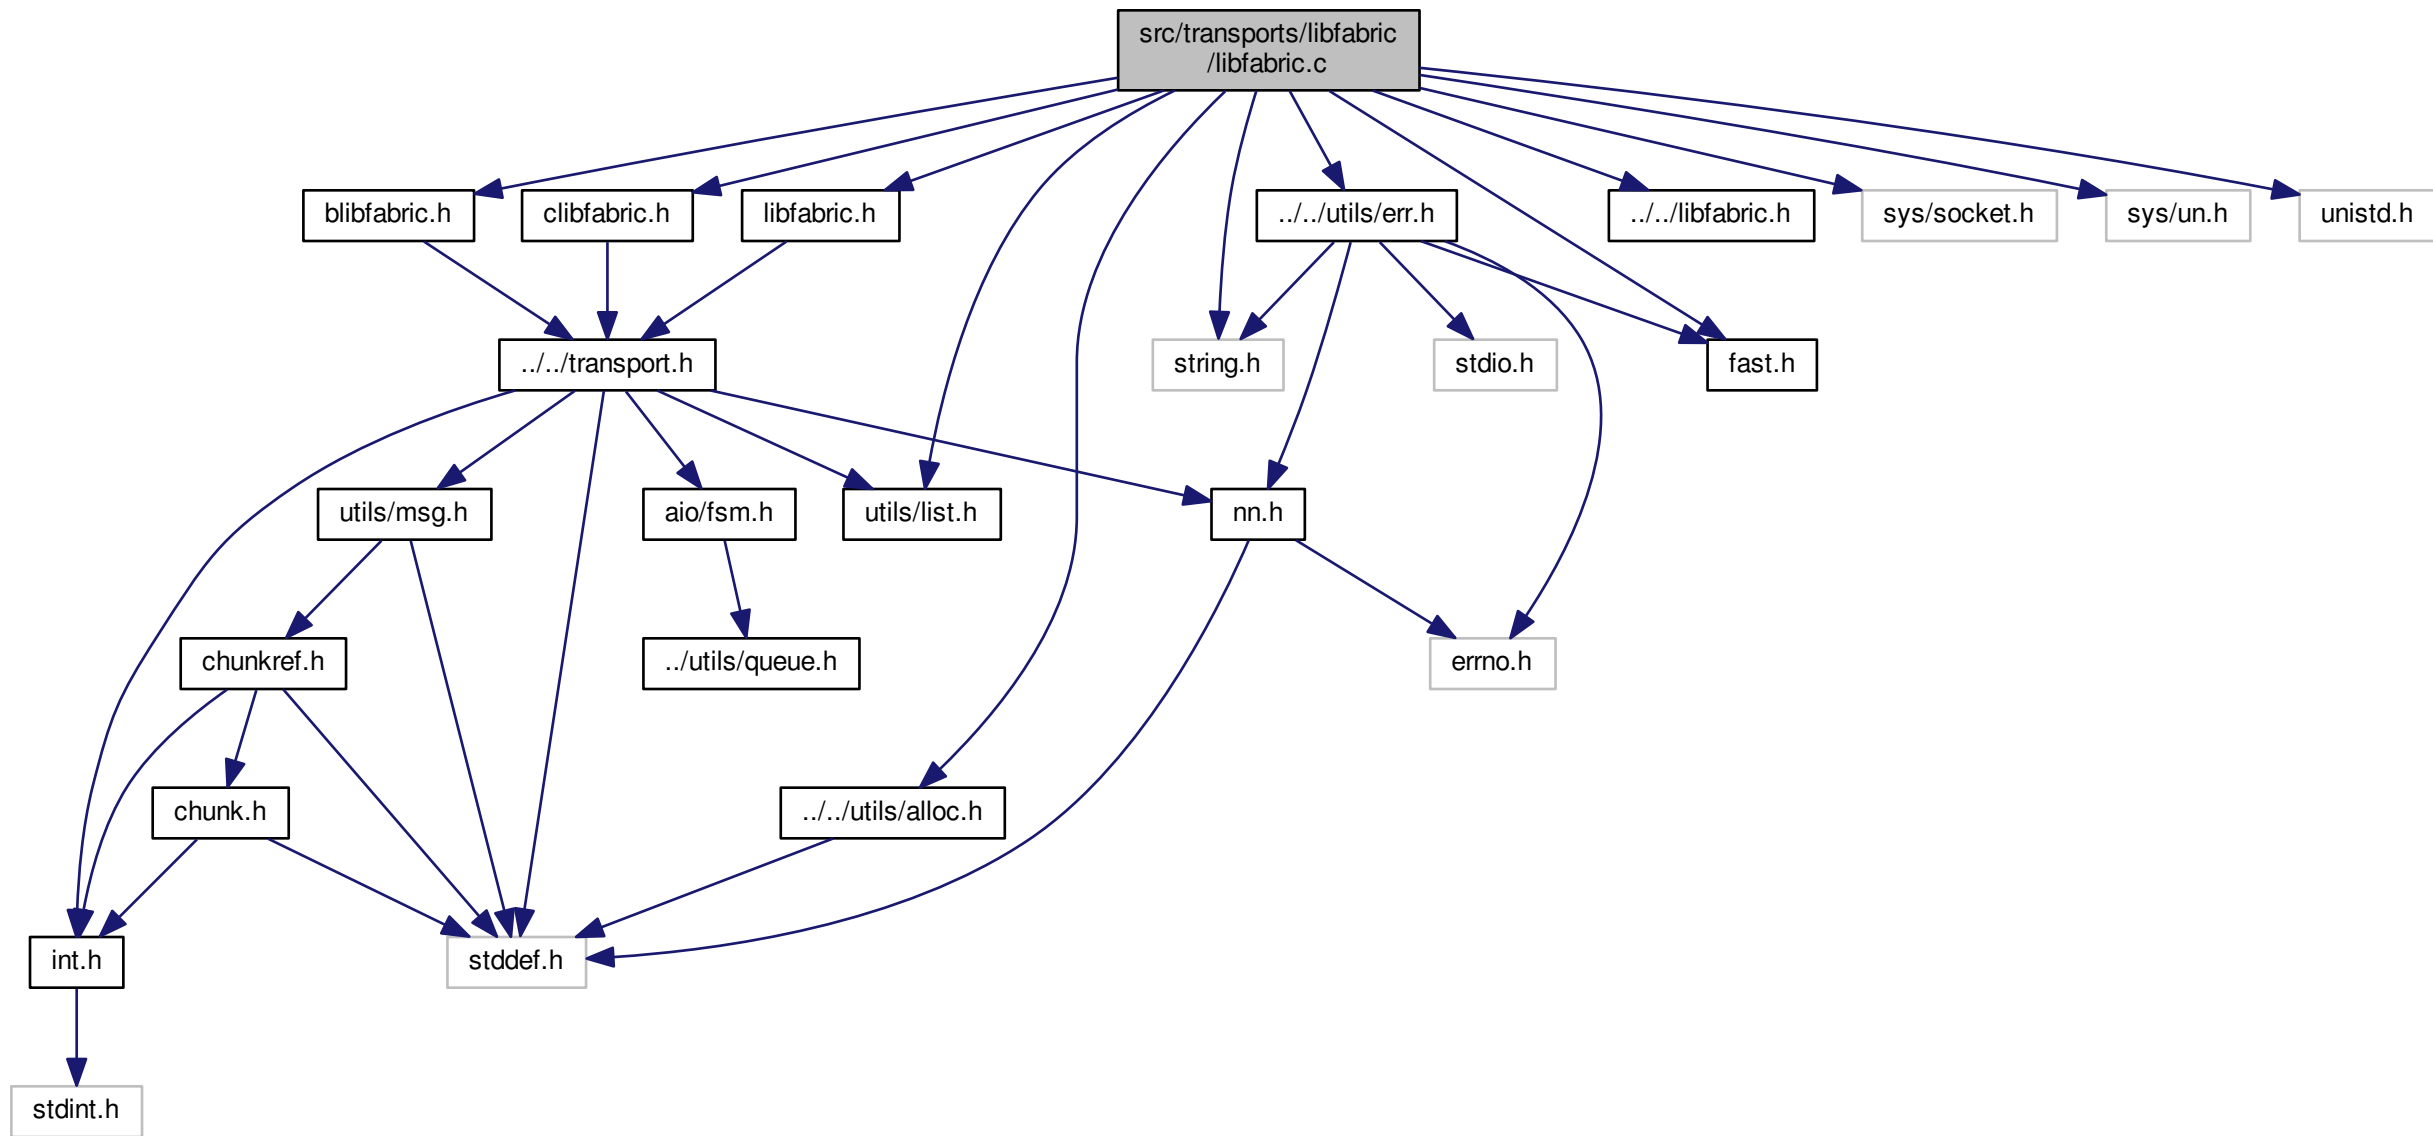 src/transports/libfabric
/libfabric.c
blibfabric.h
clibfabric.h
libfabric.h
../../utils/err.h
../../libfabric.h
sys/socket.h
sys/un.h
unistd.h
../../transport.h
string.h
stdio.h
fast.h
utils/msg.h
aio/fsm.h
utils/list.h
nn.h
chunkref.h
../utils/queue.h
errno.h
chunk.h
../../utils/alloc.h
int.h
stddef.h
stdint.h